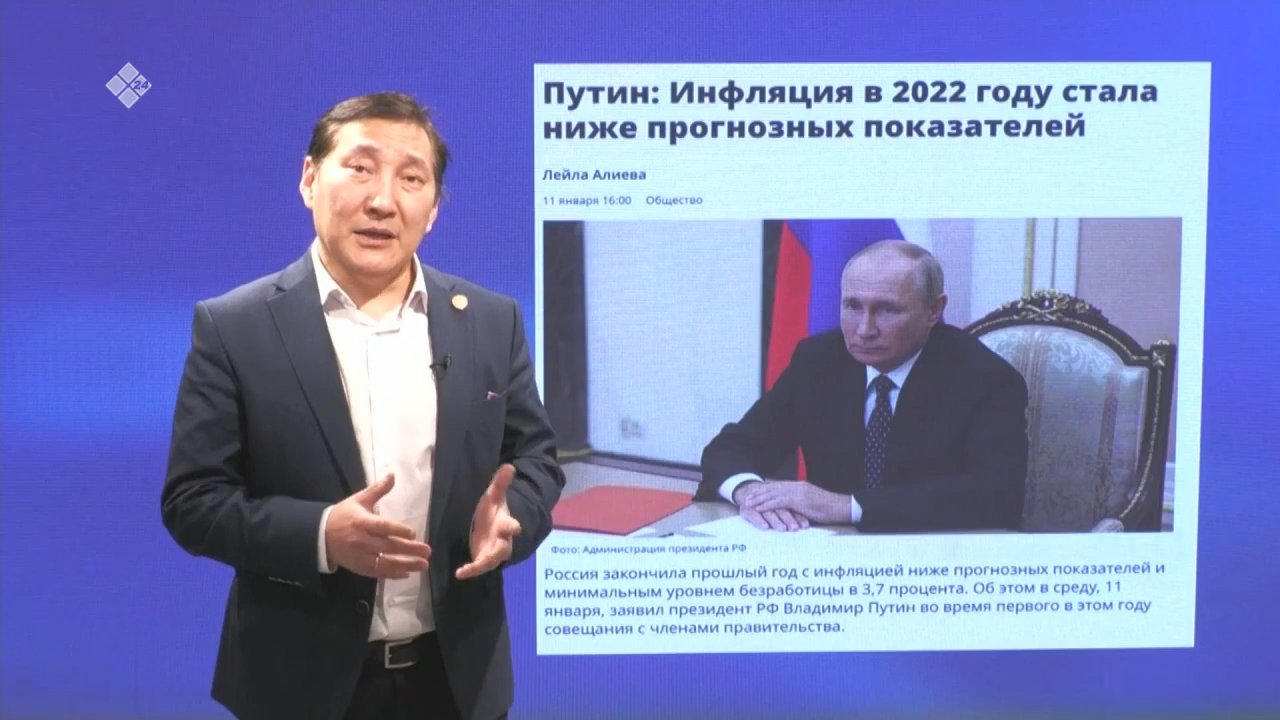 24
Путин: Инфляция в 2022 году стала
ниже прогнозных показателей
Лейла Алиева
11 января 16:00 Общество
Фото: Администрация президента РФ
Россия закончила прошлый год с инфляцией ниже прогнозных показателей и
минимальным уровнем безработицы в 3,7 процента. Об этом в среду, 11
января, заявил президент РФ Владимир Путин во время первого в этом году
совещания с членами правительства.